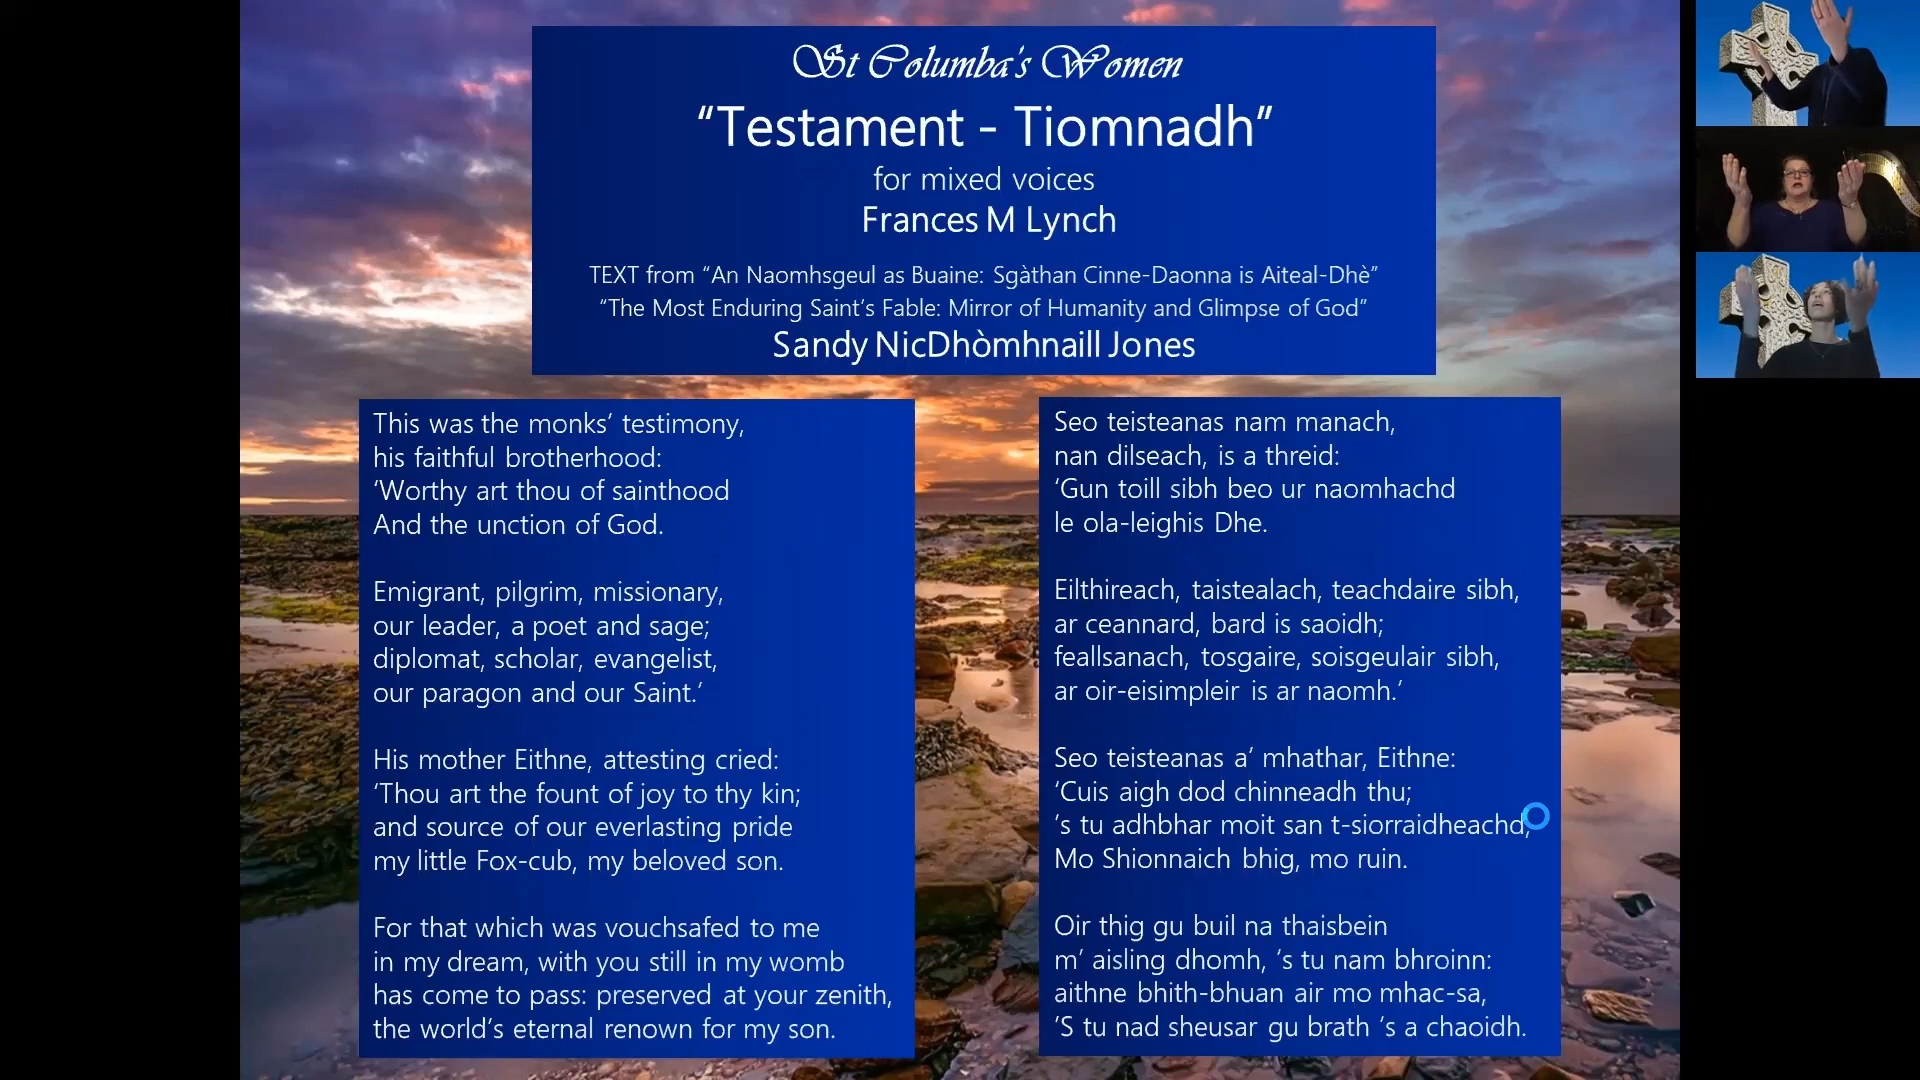 St Columba's Women
“Testament - Tiomnadh”
for mixed voices
Frances M Lynch
TEXT from “An Naomhsgeul as Buaine: Sgàthan Cinne-Daonna is Aiteal-Dhè”
“The Most Enduring Saint’s Fable: Mirror of Humanity and Glimpse of God”
Sandy NicDhòmhnaill Jones
This was the monks’ testimony,
his faithful brotherhood:
‘Worthy art thou of sainthood
And the unction of God.
Emigrant, pilgrim, missionary,
our leader, a poet and sage;
diplomat, scholar, evangelist,
our paragon and our Saint.’
His mother Eithne, attesting cried:
‘Thou art the fount of joy to thy kin;
and source of our everlasting pride
my little Fox-cub, my beloved son.
For that which was vouchsafed to me
in my dream, with you still in my womb
has come to pass: preserved at your zenith,
the world’s eternal renown for my son.
Seo teisteanas nam manach,
nan dilseach, is a threid:
‘Gun toill sibh beo ur naomhachd
le ola-leighis Dhe.
Eilthireach, taistealach, teachdaire sibh,
ar ceannard, bard is saoidh;
feallsanach, tosgaire, soisgeulair sibh,
ar oir-eisimpleir is ar naomh.’
Seo teisteanas a’ mhathar, Eithne:
‘Cuis aigh dod chinneadh thu;
‘s tu adhbhar moit san t-siorraidheachd,
Mo Shionnaich bhig, mo ruin.
Oir thig gu buil na thaisbein
m’ aisling dhomh, ‘s tu nam bhroinn:
aithne bhith-bhuan air mo mhac-sa,
’S tu nad sheusar gu brath ‘s a chaoidh.